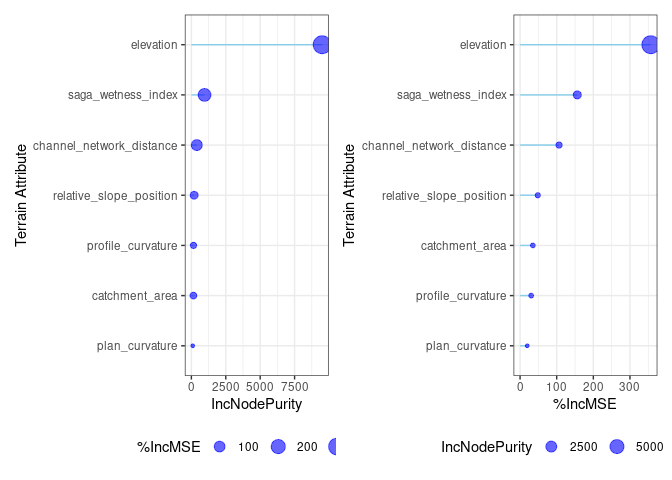 elevation
saga_wetness_index
channel_network_distance
relative_slope_position
profile_curvature
catchment_area
plan_curvature
Terrain Attribute
0 2500 5000 7500
IncNodePurity
%IncMSE 100 200
elevation
saga_wetness_index
channel_network_distance
relative_slope_position
catchment_area
profile_curvature
plan_curvature
Terrain Attribute
0 100 200 300
%IncMSE
IncNodePurity 2500 5000